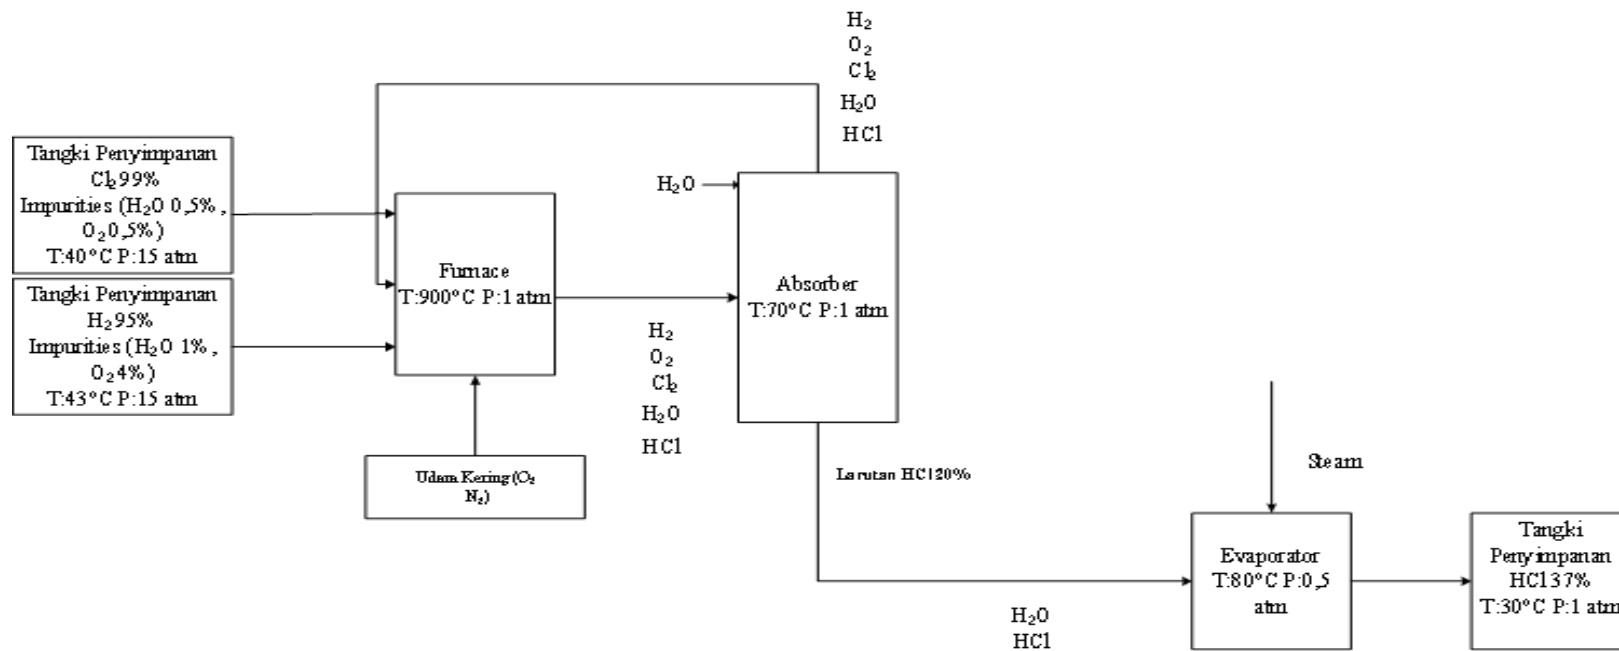 H₂
O₂
Cl₂
H₂O
HCl
Tangki Penyimpanan
Cl₂ 99%
Impurities (H₂O 0,5% ,
O₂ 0,5%)
T:40°C P:15 atm
Tangki Penyimpanan
H₂ 95%
Impurities (H₂O 1% ,
O₂ 4%)
T:43°C P:15 atm
Furnace
T:900°C P:1 atm
H₂O
Absorber
T:70°C P:1 atm
H₂
O₂
Cl₂
H₂O
HCl
Udara Kering (O₂
N₂)
Larutan HCl 20%
Steam
H₂O
HCl
Evaporator
T:80°C P:0,5
atm
Tangki
Penyimpanan
HCl 37%
T:30°C P:1 atm